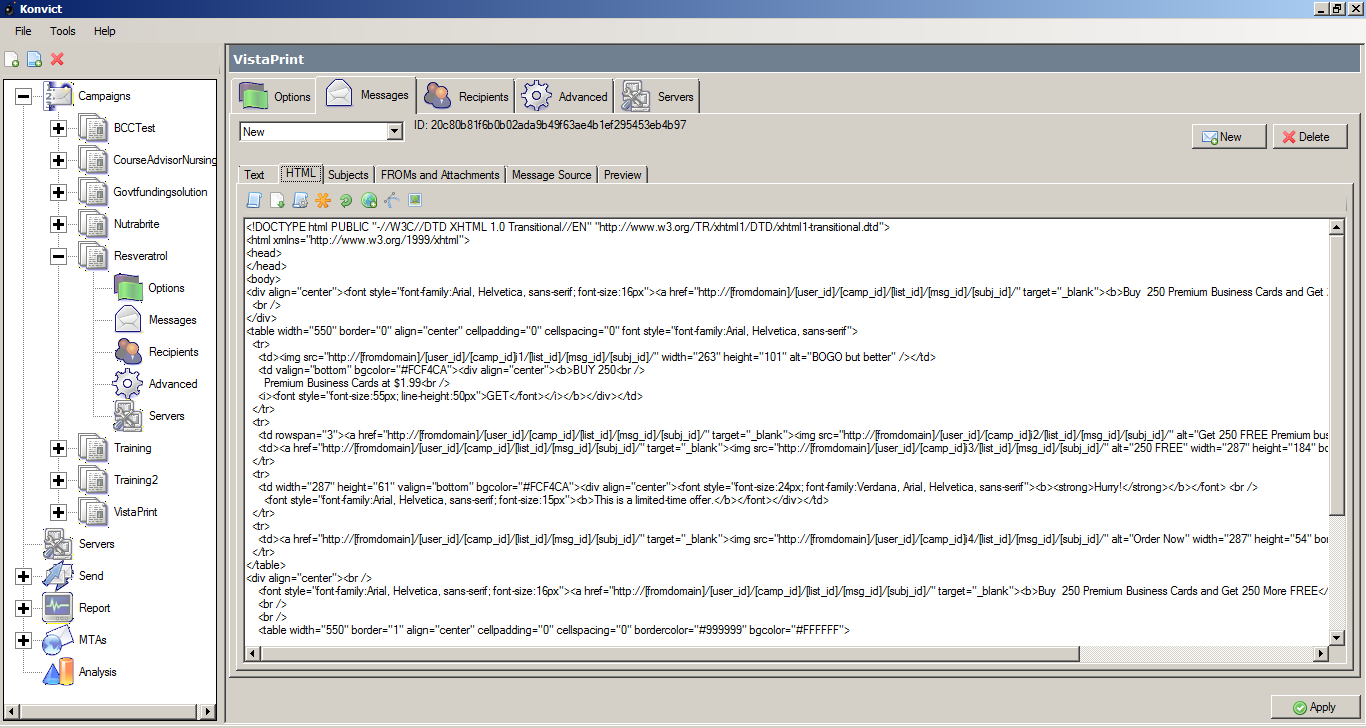 Konvict
File Tools Help
Campaigns
BCCTest
CourseAdvisorNursing
Govtfundingsolution
Nutrabrite
Resveratrol
Options
Messages
Recipients
Advanced
Servers
Training
Training2
VistaPrint
Servers
Send
Report
MTAs
Analysis
VistaPrint
Options Messages Recipients Advanced Servers
New
ID: 20c80b81f6b0b02ada9b49f63ae4b1ef295453eb4b97
New Delete
Text HTML Subjects FROMs and Attachments Message Source Preview
<!DOCTYPE html PUBLIC "-//W3C//DTD XHTML 1.0 Transitional//EN" "http://www.w3.org/TR/xhtml1/DTD/xhtml1-transitional.dtd">
<html xmlns="http://www.w3.org/1999/xhtml">
<head>
</head>
<body>
<div align="center"><font style="font-family:Arial, Helvetica, sans-serif; font-size:16px"><a href="http://[fromdomain]/[user_id]/[camp_id]/[list_id]/[msg_id]/[subj_id]/" target="_blank"><b>Buy  250 Premium Business Cards and Get
<br />
</div>
<table width="550" border="0" align="center" cellpadding="0" cellspacing="0" font style="font-family:Arial, Helvetica, sans-serif">
<tr>
<td><img src="http://[fromdomain]/[user_id]/[camp_id]i1/[list_id]/[msg_id]/[subj_id]/" width="263" height="101" alt="BOGO but better" /></td>
<td valign="bottom" bgcolor="#FCF4CA"><div align="center"><b>BUY 250<br />
Premium Business Cards at $1.99<br />
<i><font style="font-size:55px; line-height:50px">GET</font></i></b></div></td>
</tr>
<tr>
<td rowspan="3"><a href="http://[fromdomain]/[user_id]/[camp_id]/[list_id]/[msg_id]/[subj_id]/" target="_blank"><img src="http://[fromdomain]/[user_id]/[camp_id]i2/[list_id]/[msg_id]/[subj_id]/" alt="Get 250 FREE Premium bus
<td><a href="http://[fromdomain]/[user_id]/[camp_id]/[list_id]/[msg_id]/[subj_id]/" target="_blank"><img src="http://[fromdomain]/[user_id]/[camp_id]i3/[list_id]/[msg_id]/[subj_id]/" alt="250 FREE" width="287" height="184" bo
</tr>
<tr>
<td width="287" height="61" valign="bottom" bgcolor="#FCF4CA"><div align="center"><font style="font-size:24px; font-family:Verdana, Arial, Helvetica, sans-serif"><b><strong>Hurry!</strong></b></font> <br />
<font style="font-family:Arial, Helvetica, sans-serif; font-size:15px"><b>This is a limited-time offer.</b></font></div></td>
</tr>
<tr>
<td><a href="http://[fromdomain]/[user_id]/[camp_id]/[list_id]/[msg_id]/[subj_id]/" target="_blank"><img src="http://[fromdomain]/[user_id]/[camp_id]i4/[list_id]/[msg_id]/[subj_id]/" alt="Order Now" width="287" height="54" bor
</tr>
</table>
<div align="center"><br />
<font style="font-family:Arial, Helvetica, sans-serif; font-size:16px"><a href="http://[fromdomain]/[user_id]/[camp_id]/[list_id]/[msg_id]/[subj_id]/" target="_blank"><b>Buy  250 Premium Business Cards and Get 250 More FREE</
<br />
<br />
<table width="550" border="1" align="center" cellpadding="0" cellspacing="0" bordercolor="#999999" bgcolor="#FFFFFF">
Apply